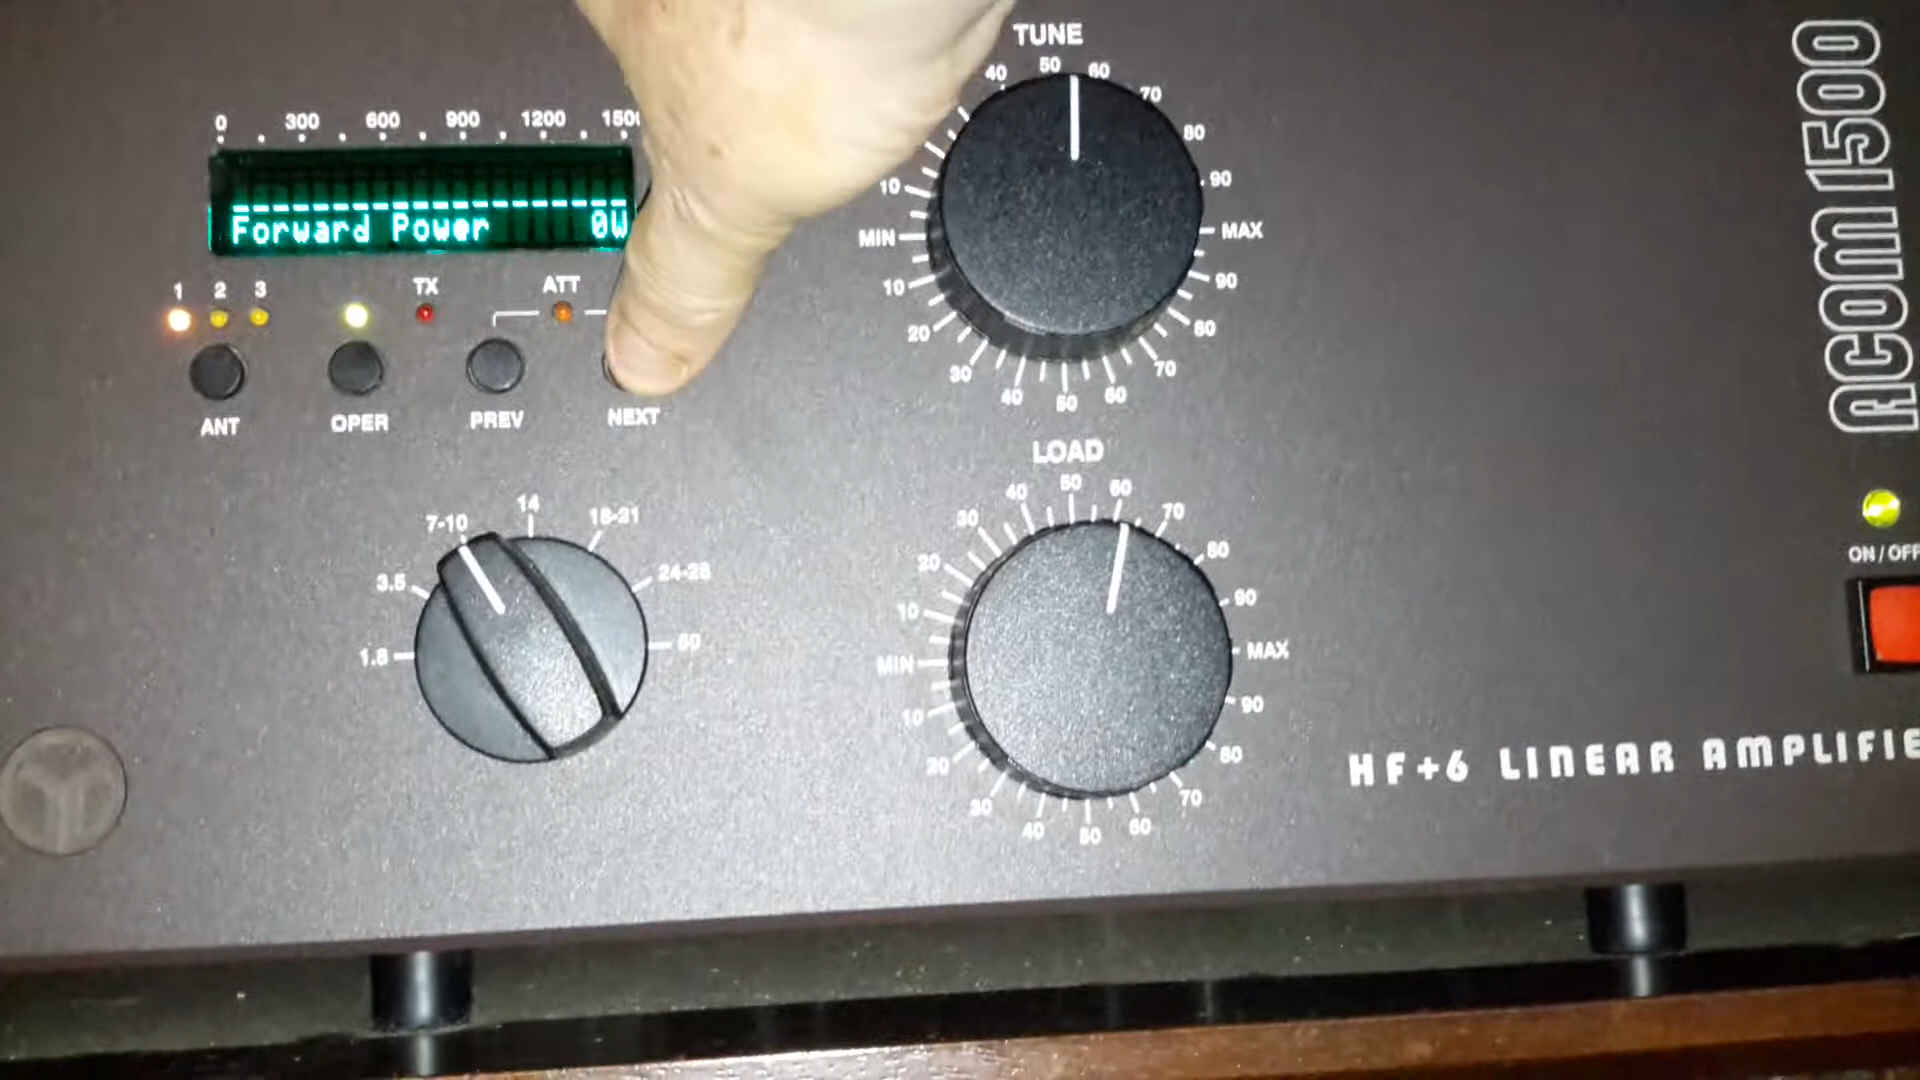 TUNE
40 50 60 70 80 90 MAX 90 80 70 60 50 40 30 20 10 MIN 10
0 300 600 900 1200 1500
Forward Power 0W
1 2 3 TX ATT
ANT OPER PREV NEXT
LOAD
MIN 10 20 30 40 50 60 70 80 90 MAX 90 80 70 60 50 40 30 20 10
1.8 3.5 7-10 14 18-21 24-28 50
ACOM 1500
ON/OFF
HF+6 LINEAR AMPLIFIE